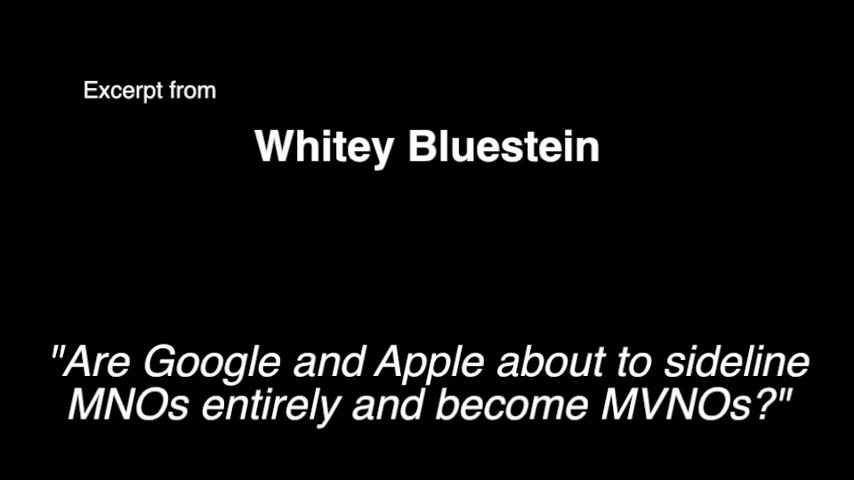 Excerpt from
Whitey Bluestein
"Are Google and Apple about to sideline
MNOs entirely and become MVNOs?"